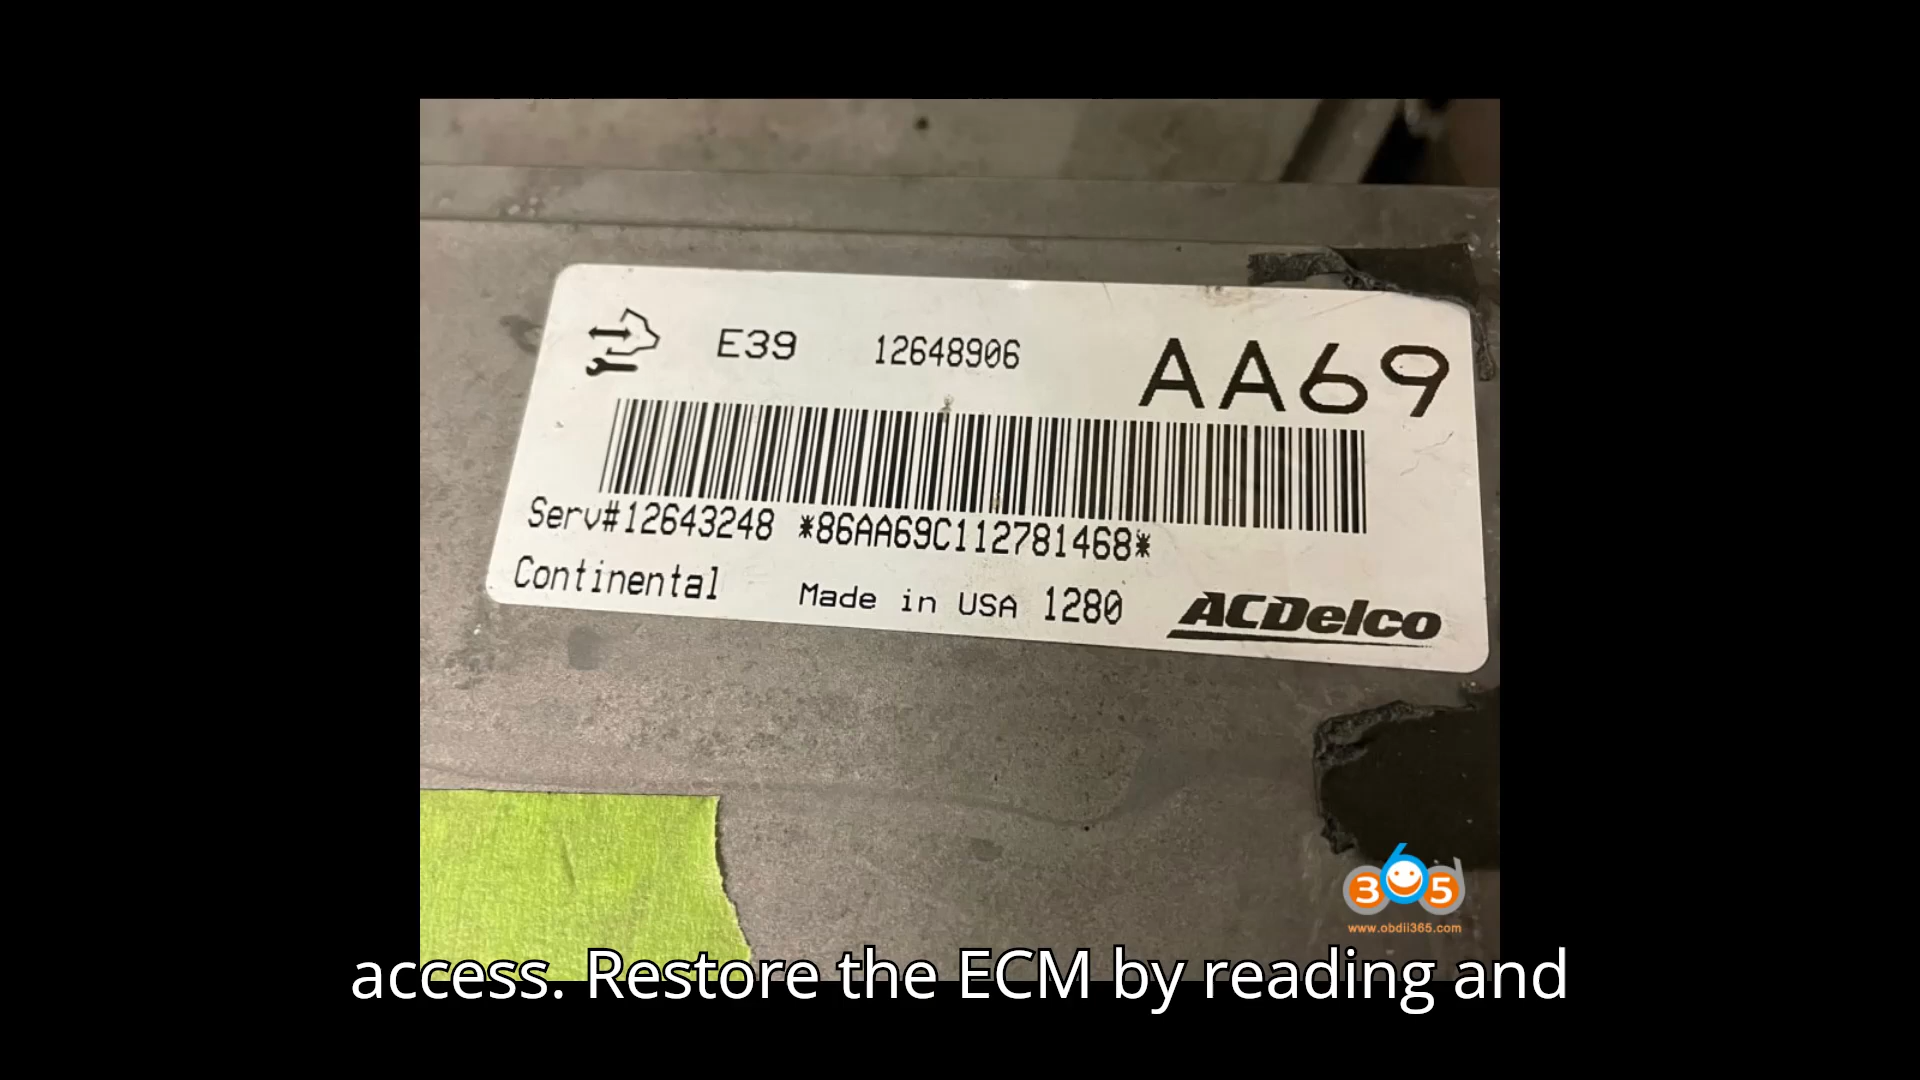 E39 12648906 AA69
Serv#12643248 *86AA69C112781468*
Continental Made in USA 1280 ACDelco
365
www.obdii365.com
access. Restore the ECM by reading and